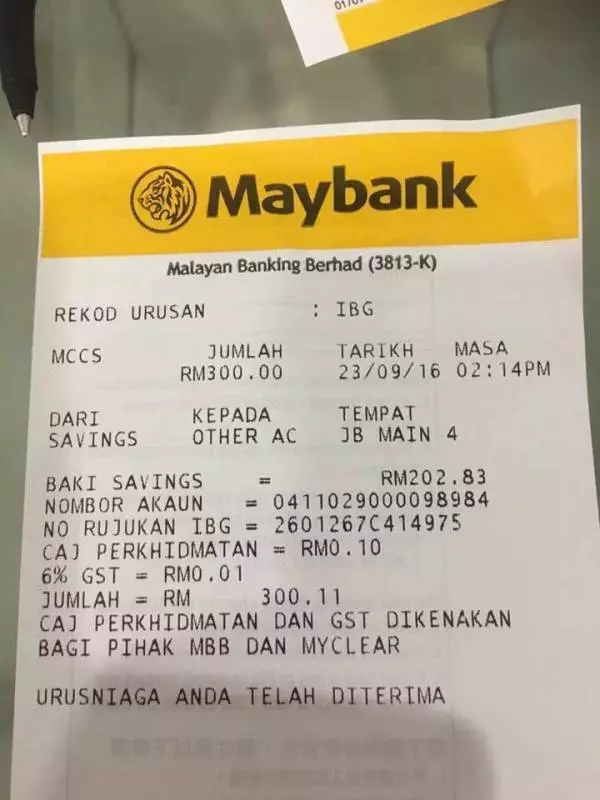 01/0
Maybank
Malayan Banking Berhad (3813-K)
REKOD URUSAN : IBG
MCCS JUMLAH TARIKH MASA
RM300.00 23/09/16 02:14PM
DARI KEPADA TEMPAT
SAVINGS OTHER AC JB MAIN 4
BAKI SAVINGS = RM202.83
NOMBOR AKAUN = 0411029000098984
NO RUJUKAN IBG = 2601267C414975
CAJ PERKHIDMATAN = RM0.10
6% GST = RM0.01
JUMLAH = RM 300.11
CAJ PERKHIDMATAN DAN GST DIKENAKAN
BAGI PIHAK MBB DAN MYCLEAR
URUSNIAGA ANDA TELAH DITERIMA